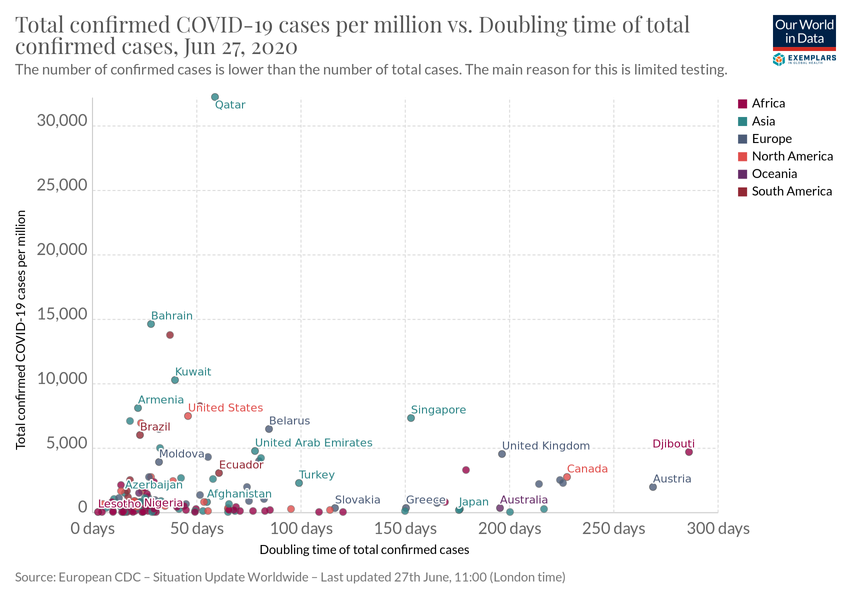 Total confirmed COVID-19 cases per million vs. Doubling time of total
confirmed cases, Jun 27, 2020
The number of confirmed cases is lower than the number of total cases. The main reason for this is limited testing.
Our World
in Data
EXEMPLARS
IN GLOBAL HEALTH
Africa
Asia
Europe
North America
Oceania
South America
Total confirmed COVID-19 cases per million
30,000
25,000
20,000
15,000
10,000
5,000
0
Qatar
Bahrain
Kuwait
Armenia
United States
Singapore
Brazil
Belarus
United Arab Emirates
United Kingdom
Djibouti
Moldova
Ecuador
Turkey
Canada
Austria
Azerbaijan
Afghanistan
Lesotho
Nigeria
Slovakia
Greece
Japan
Australia
0 days
50 days
100 days
150 days
200 days
250 days
300 days
Doubling time of total confirmed cases
Source: European CDC – Situation Update Worldwide – Last updated 27th June, 11:00 (London time)